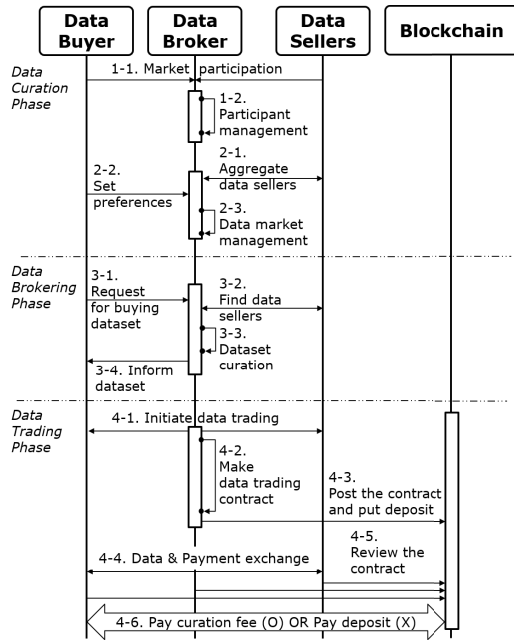 Data
Buyer
Data
Broker
Data
Sellers
Blockchain
Data
Curation
Phase
1-1. Market participation
1-2.
Participant
management
2-1.
Aggregate
data sellers
2-2.
Set
preferences
2-3.
Data market
management
Data
Brokering
Phase
3-1.
Request
for buying
dataset
3-2.
Find data
sellers
3-3.
Dataset
curation
3-4. Inform
dataset
Data
Trading
Phase
4-1. Initiate data trading
4-2.
Make
data trading
contract
4-3.
Post the contract
and put deposit
4-4. Data & Payment exchange
4-5.
Review the
contract
4-6. Pay curation fee (O) OR Pay deposit (X)